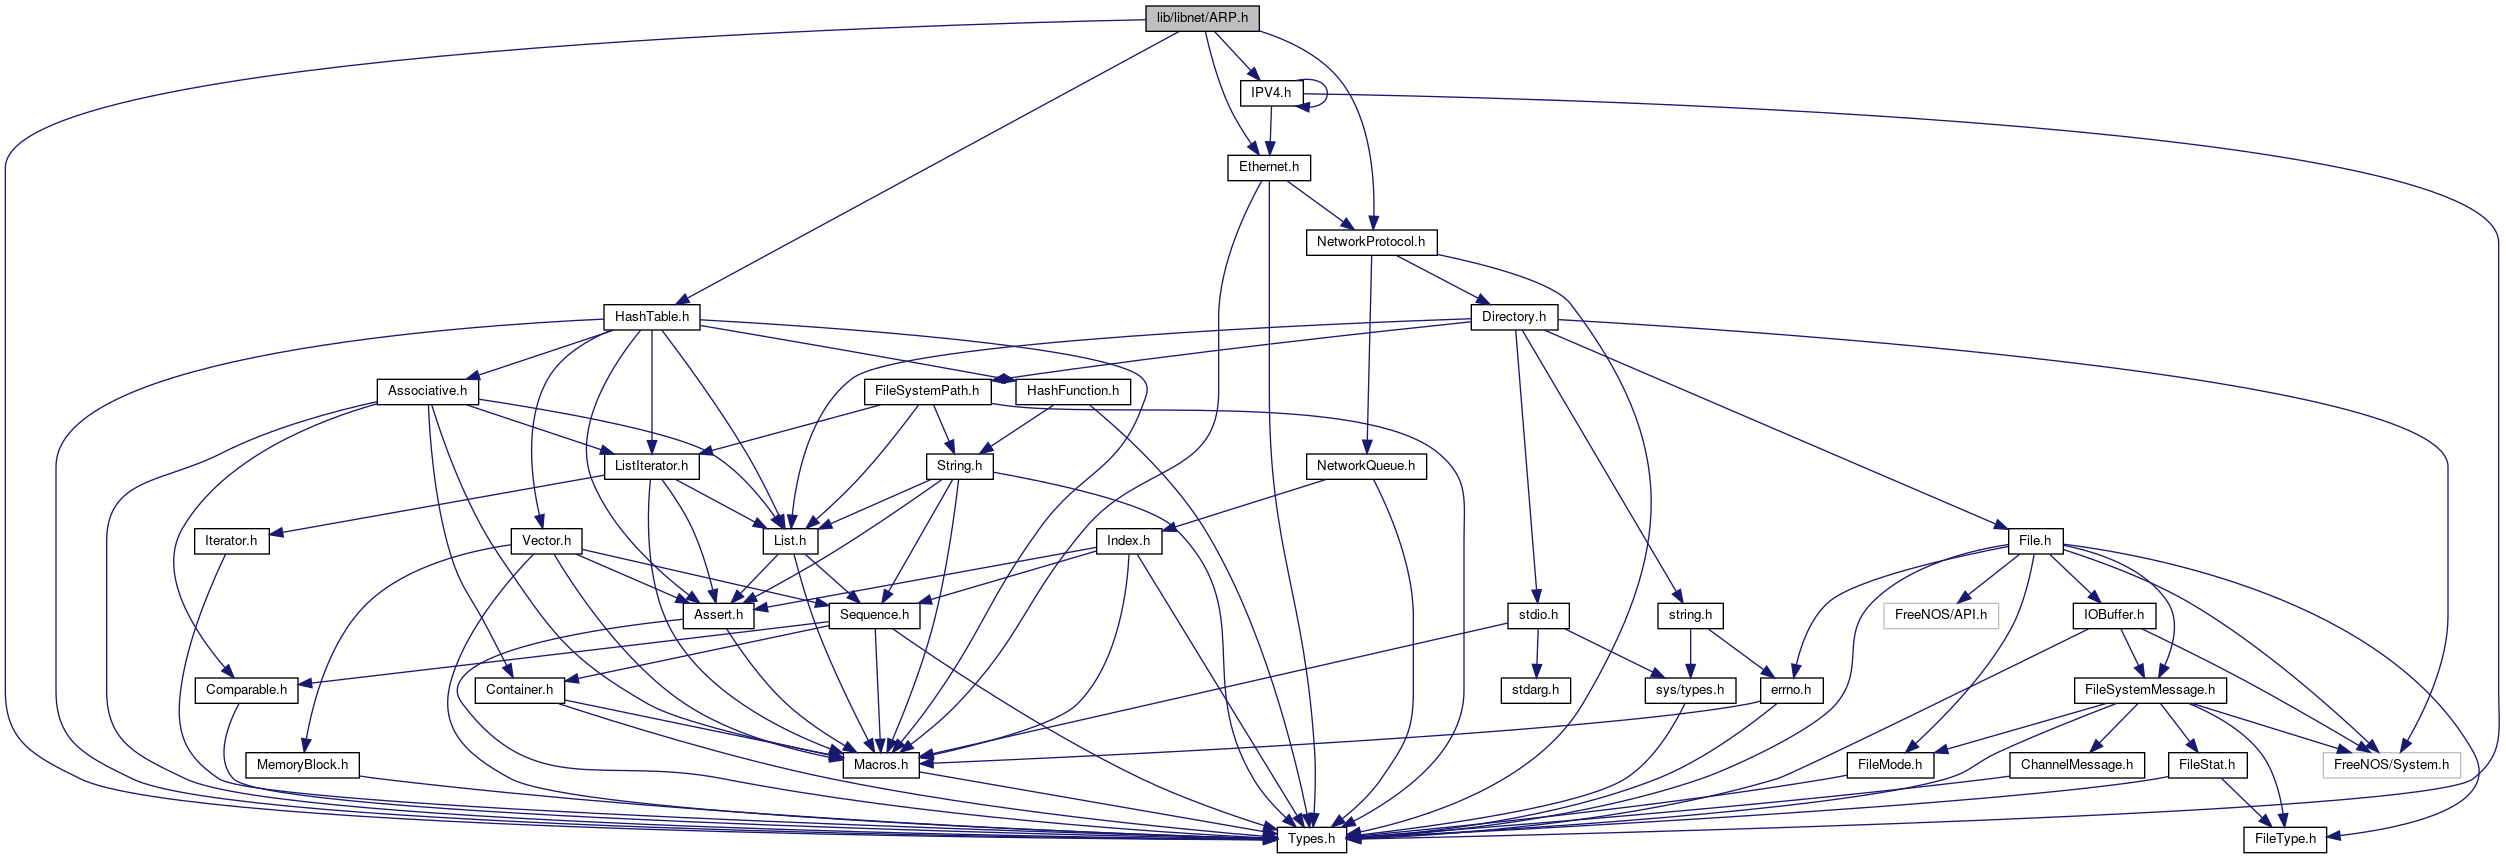 lib/libnet/ARP.h
IPV4.h
Ethernet.h
NetworkProtocol.h
HashTable.h
Directory.h
Associative.h
FileSystemPath.h
HashFunction.h
ListIterator.h
String.h
NetworkQueue.h
Iterator.h
Vector.h
List.h
Index.h
File.h
Assert.h
Sequence.h
stdio.h
string.h
FreeNOS/API.h
IOBuffer.h
Comparable.h
Container.h
stdarg.h
sys/types.h
errno.h
FileSystemMessage.h
MemoryBlock.h
Macros.h
FileMode.h
ChannelMessage.h
FileStat.h
FreeNOS/System.h
Types.h
FileType.h